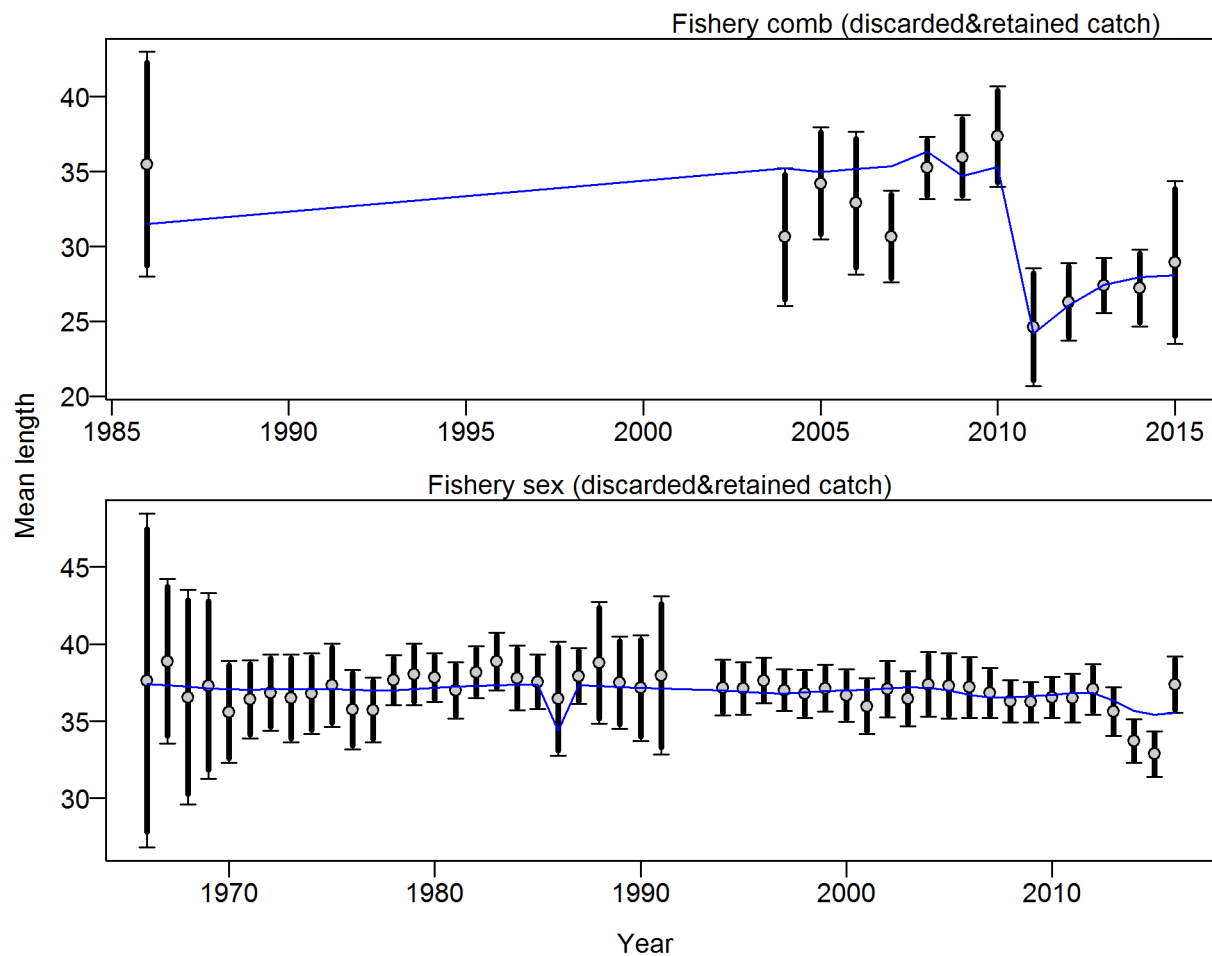 Fishery comb (discarded&retained catch)
40
35
30
25
20
1985 1990 1995 2000 2005 2010 2015
Mean length
Fishery sex (discarded&retained catch)
45
40
35
30
1970 1980 1990 2000 2010
Year